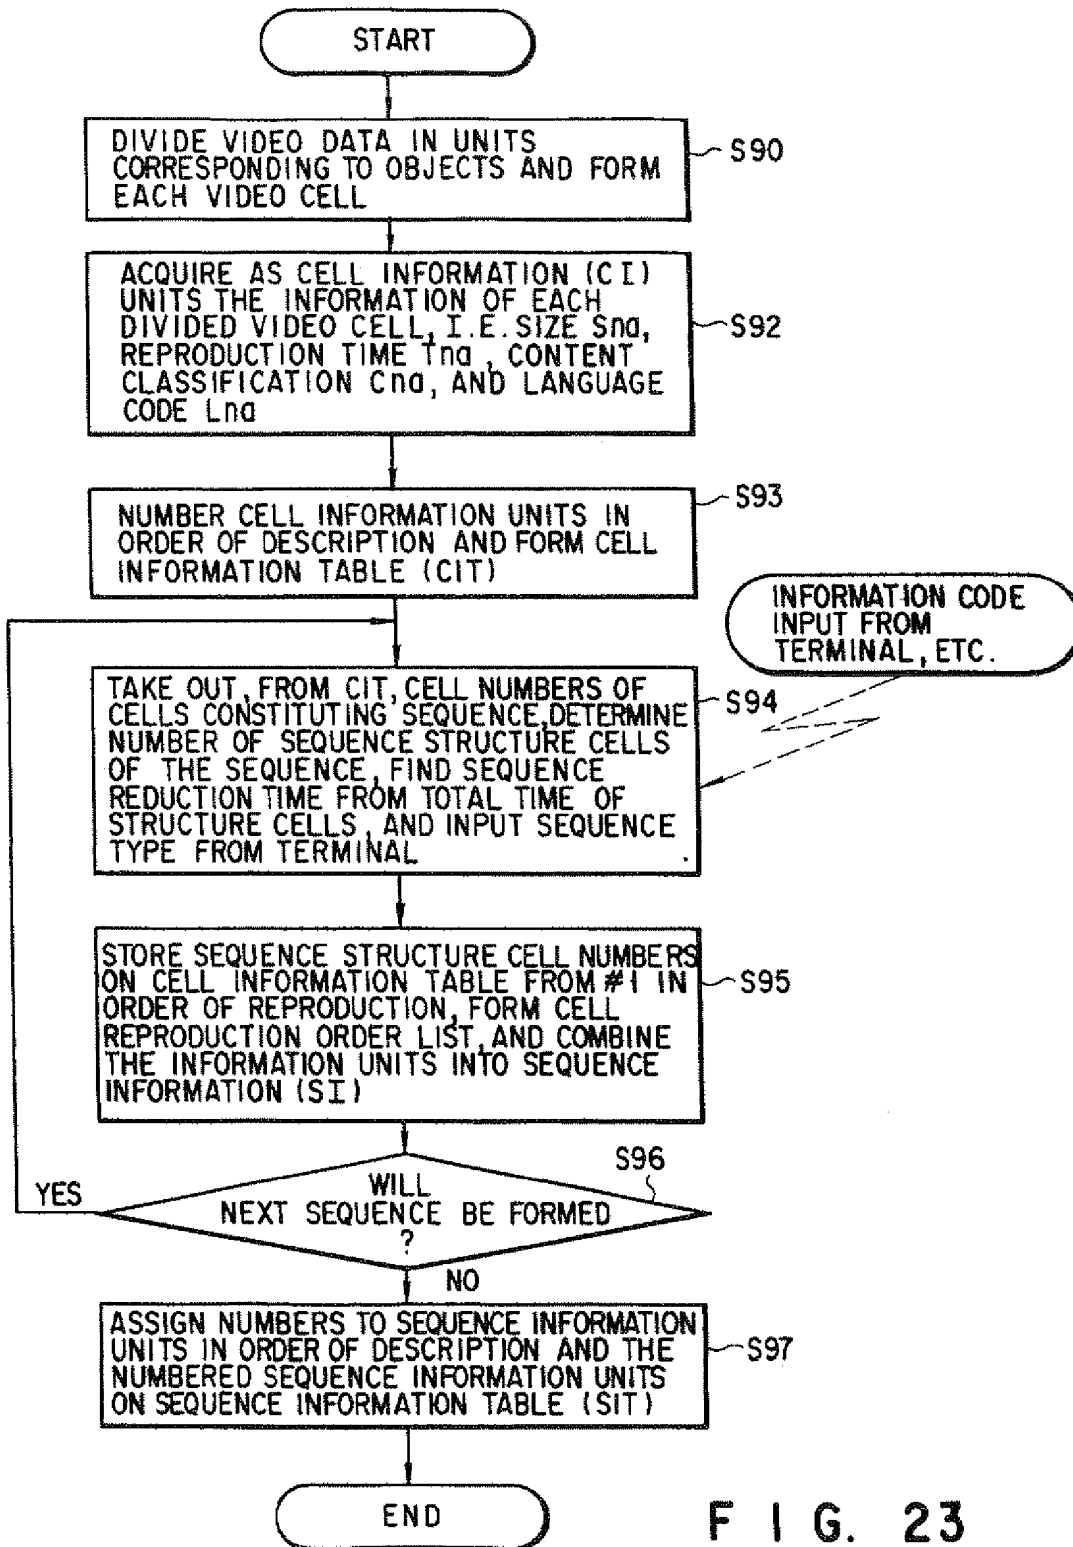 START
DIVIDE VIDEO DATA IN UNITS
CORRESPONDING TO OBJECTS AND FORM
EACH VIDEO CELL
S90
ACQUIRE AS CELL INFORMATION (CI)
UNITS THE INFORMATION OF EACH
DIVIDED VIDEO CELL, I.E. SIZE Sna,
REPRODUCTION TIME Tna, CONTENT
CLASSIFICATION Cna, AND LANGUAGE
CODE Lna
S92
NUMBER CELL INFORMATION UNITS IN
ORDER OF DESCRIPTION AND FORM CELL
INFORMATION TABLE (CIT)
S93
INFORMATION CODE
INPUT FROM
TERMINAL, ETC.
TAKE OUT, FROM CIT, CELL NUMBERS OF
CELLS CONSTITUTING SEQUENCE, DETERMINE
NUMBER OF SEQUENCE STRUCTURE CELLS
OF THE SEQUENCE, FIND SEQUENCE
REDUCTION TIME FROM TOTAL TIME OF
STRUCTURE CELLS, AND INPUT SEQUENCE
TYPE FROM TERMINAL
S94
STORE SEQUENCE STRUCTURE CELL NUMBERS
ON CELL INFORMATION TABLE FROM #1 IN
ORDER OF REPRODUCTION, FORM CELL
REPRODUCTION ORDER LIST, AND COMBINE
THE INFORMATION UNITS INTO SEQUENCE
INFORMATION (SI)
S95
S96
WILL
NEXT SEQUENCE BE FORMED
?
YES
NO
ASSIGN NUMBERS TO SEQUENCE INFORMATION
UNITS IN ORDER OF DESCRIPTION AND THE
NUMBERED SEQUENCE INFORMATION UNITS
ON SEQUENCE INFORMATION TABLE (SIT)
S97
END
FIG. 23